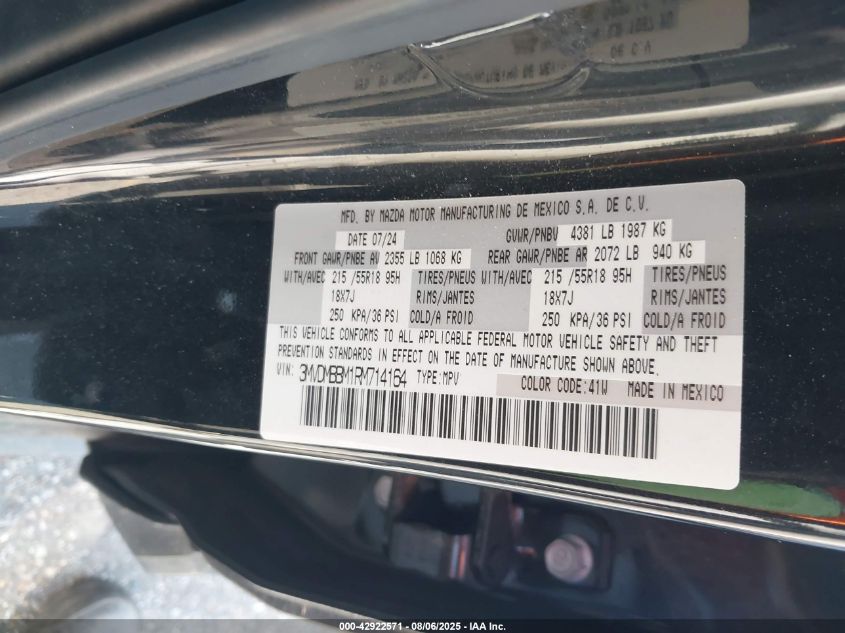 MFD. BY MAZDA MOTOR MANUFACTURING DE MEXICO S.A. DE C.V.
DATE 07/24 GVWR/PNBV 4381 LB 1987 KG
FRONT GAWR/PNBE AV 2355 LB 1068 KG REAR GAWR/PNBE AR 2072 LB 940 KG
WITH/AVEC 215 /55R18 95H TIRES/PNEUS WITH/AVEC 215 /55R18 95H TIRES/PNEUS
18X7J RIMS/JANTES 18X7J RIMS/JANTES
250 KPA/36 PSI COLD/A FROID 250 KPA/36 PSI COLD/A FROID
THIS VEHICLE CONFORMS TO ALL APPLICABLE FEDERAL MOTOR VEHICLE SAFETY AND THEFT
PREVENTION STANDARDS IN EFFECT ON THE DATE OF MANUFACTURE SHOWN ABOVE.
VIN: 3MVDMBBM1RM714164 TYPE:MPV COLOR CODE:41W MADE IN MEXICO
000-42922571 - 08/06/2025 - IAA Inc.